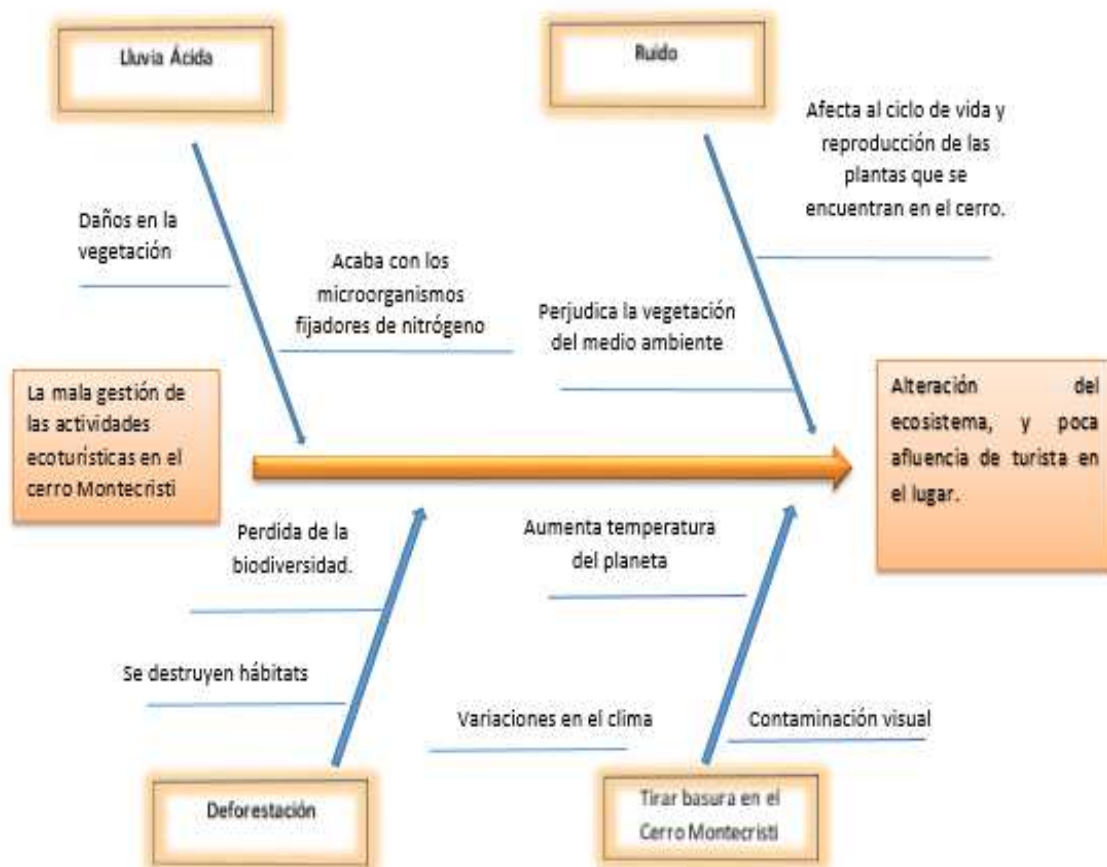 Lluvia Ácida
Ruido
Afecta al ciclo de vida y
reproducción de las
plantas que se
encuentran en el cerro.
Daños en la
vegetación
Acaba con los
microorganismos
fijadores de nitrógeno
Perjudica la vegetación
del medio ambiente
La mala gestión de
las actividades
ecoturísticas en el
cerro Montecristi
Alteración del
ecosistema, y poca
afluencia de turista en
el lugar.
Perdida de la
biodiversidad.
Aumenta temperatura
del planeta
Se destruyen hábitats
Variaciones en el clima
Contaminación visual
Deforestación
Tirar basura en el
Cerro Montecristi